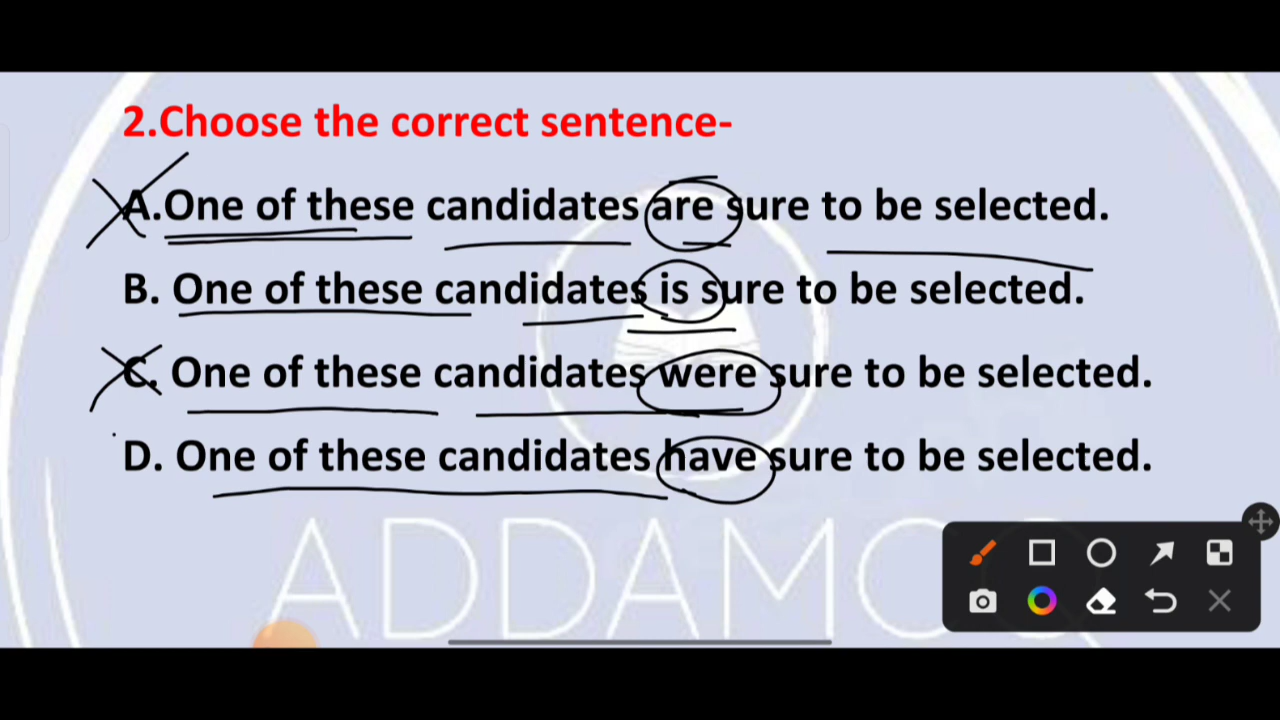 2.Choose the correct sentence-
A.One of these candidates are sure to be selected.
B. One of these candidates is sure to be selected.
C. One of these candidates were sure to be selected.
D. One of these candidates have sure to be selected.
ADDAM